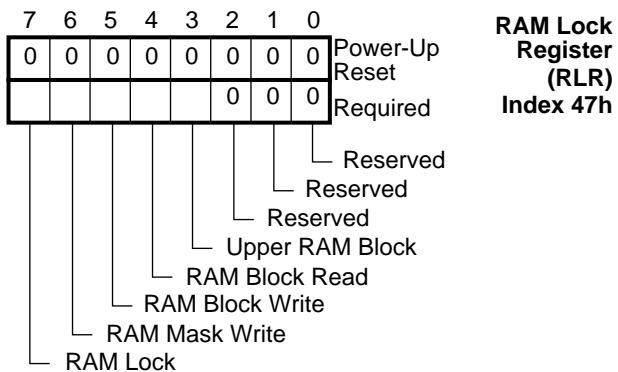 7 6 5 4 3 2 1 0
0 0 0 0 0 0 0 0 Power-Up
Reset
0 0 0 Required
RAM Lock
Register
(RLR)
Index 47h
Reserved
Reserved
Reserved
Upper RAM Block
RAM Block Read
RAM Block Write
RAM Mask Write
RAM Lock